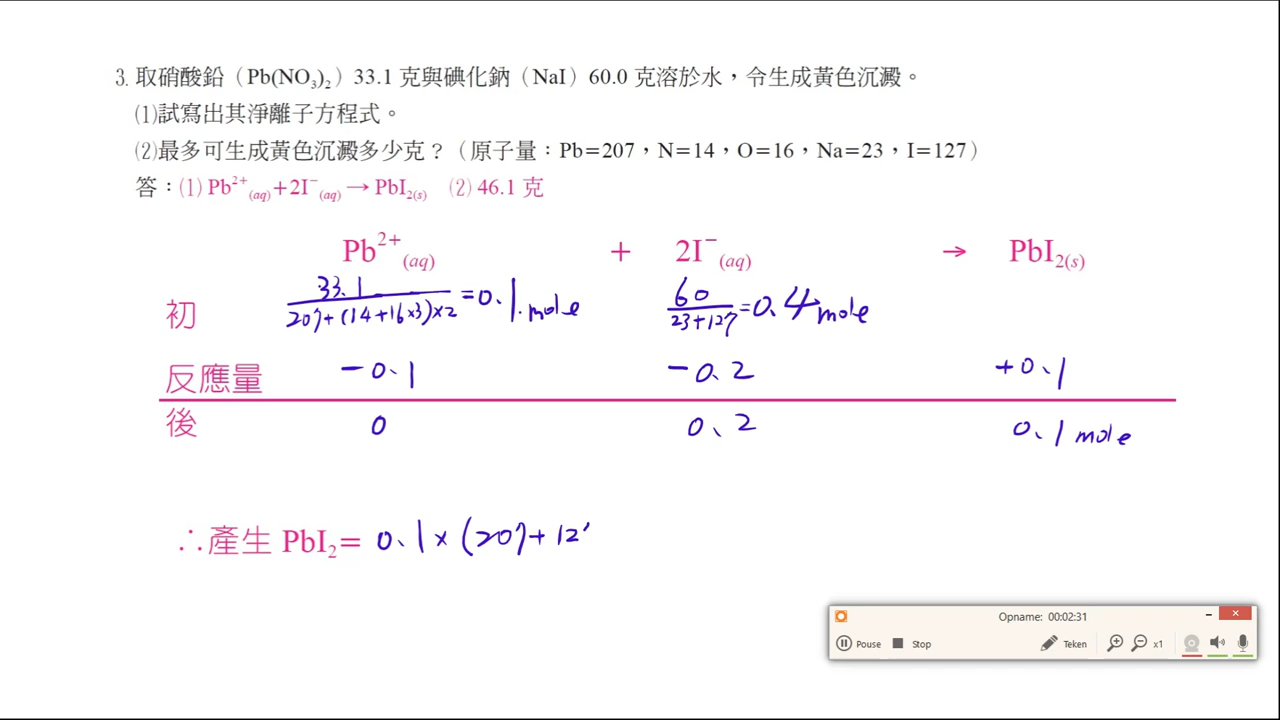 3. 取硝酸鉛（Pb(NO₃)₂）33.1 克與碘化鈉（NaI）60.0 克溶於水，令生成黃色沉澱。
(1)試寫出其淨離子方程式。
(2)最多可生成黃色沉澱多少克？（原子量：Pb=207，N=14，O=16，Na=23，I=127）
答：(1) Pb²⁺(aq)+2I⁻(aq) → PbI₂(s) (2) 46.1 克
Pb²⁺(aq) + 2I⁻(aq) → PbI₂(s)
初 33.1/207+(14+16×3)×2 =0.1 mole 60/23+127 =0.4 mole
反應量 -0.1 -0.2 +0.1
後 0 0.2 0.1 mole
∴產生 PbI₂= 0.1×(207+12
Opname: 00:02:31
Pause Stop Teken x1